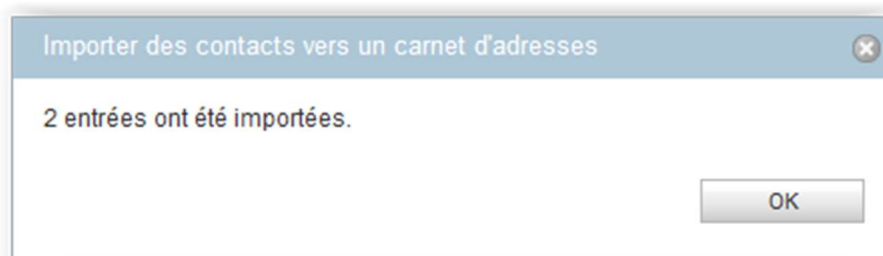 Importer des contacts vers un carnet d'adresses
2 entrées ont été importées.
OK